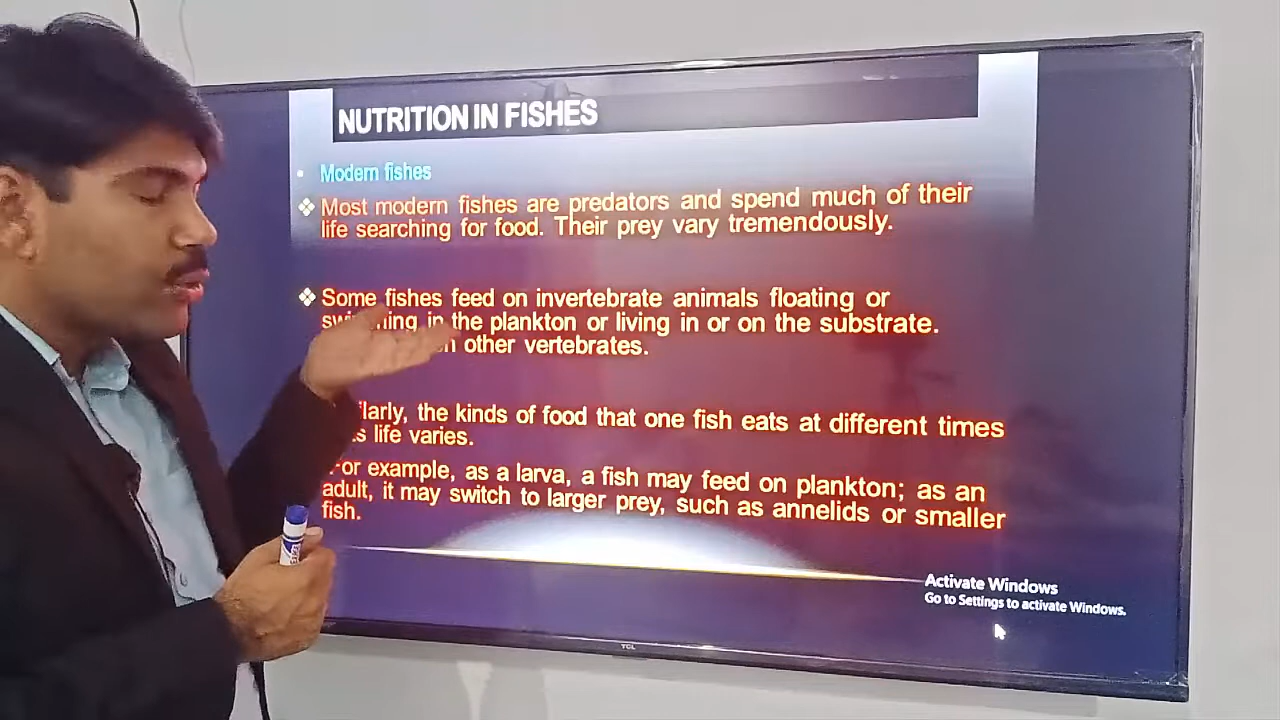 NUTRITION IN FISHES
• Modern fishes
❖ Most modern fishes are predators and spend much of their
life searching for food. Their prey vary tremendously.
❖ Some fishes feed on invertebrate animals floating or
in the plankton or living in or on the substrate.
other vertebrates.
the kinds of food that one fish eats at different times
life varies.
For example, as a larva, a fish may feed on plankton; as an
adult, it may switch to larger prey, such as annelids or smaller
fish.
Activate Windows
Go to Settings to activate Windows.
TCL